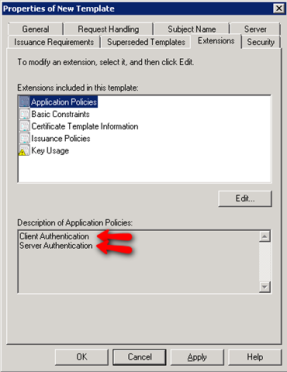 Properties of New Template
General
Request Handling
Subject Name
Server
Issuance Requirements
Superseded Templates
Extensions
Security
To modify an extension, select it, and then click Edit.
Extensions included in this template:
Application Policies
Basic Constraints
Certificate Template Information
Issuance Policies
Key Usage
Edit...
Description of Application Policies:
Client Authentication
Server Authentication
OK
Cancel
Apply
Help